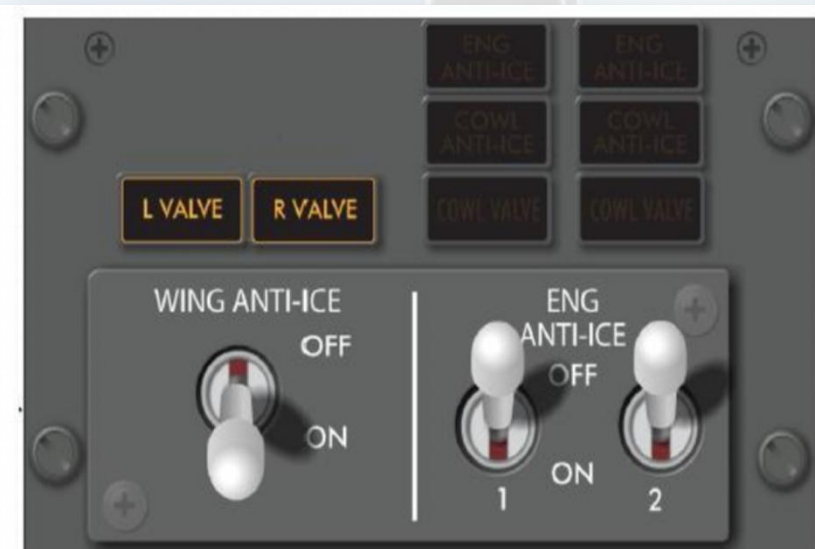 ENG
ANTI-ICE
ENG
ANTI-ICE
COWL
ANTI-ICE
COWL
ANTI-ICE
L VALVE
R VALVE
COWL VALVE
COWL VALVE
WING ANTI-ICE
OFF
ON
ENG
ANTI-ICE
OFF
ON
1
2